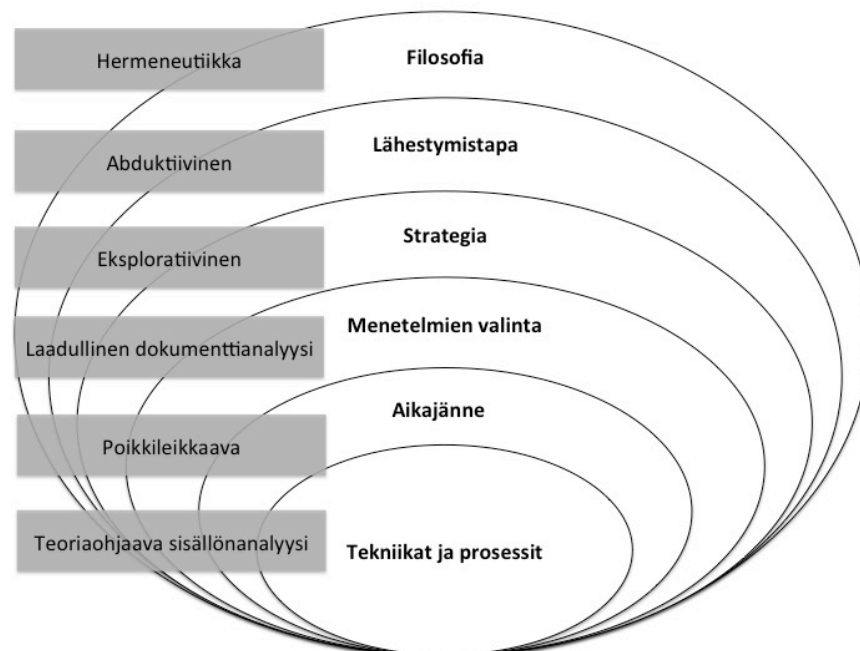 Hermeneutiikka
Filosofia
Abduktiivinen
Lähestymistapa
Eksploratiivinen
Strategia
Laadullinen dokumenttianalyysi
Menetelmien valinta
Poikkileikkaava
Aikajänne
Teoriaohjaava sisällönanalyysi
Tekniikat ja prosessit